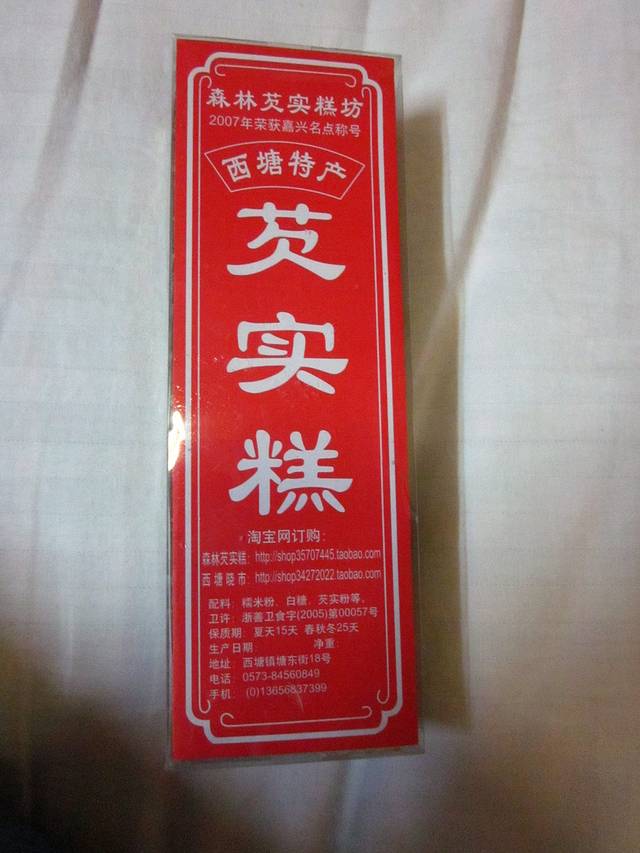 森林芡实糕坊
2007年荣获嘉兴名点称号
西塘特产
芡
实
糕
淘宝网订购:
森林芡实糕: http://shop35707445.taobao.com
西塘晓市: http://shop34272022.taobao.com
配料: 糯米粉、白糖、芡实粉等。
卫许: 浙善卫食字(2005)第00057号
保质期: 夏天15天 春秋冬25天
生产日期: 净重:
地址: 西塘镇塘东街18号
电话: 0573-84560849
手机: (0)13656637399